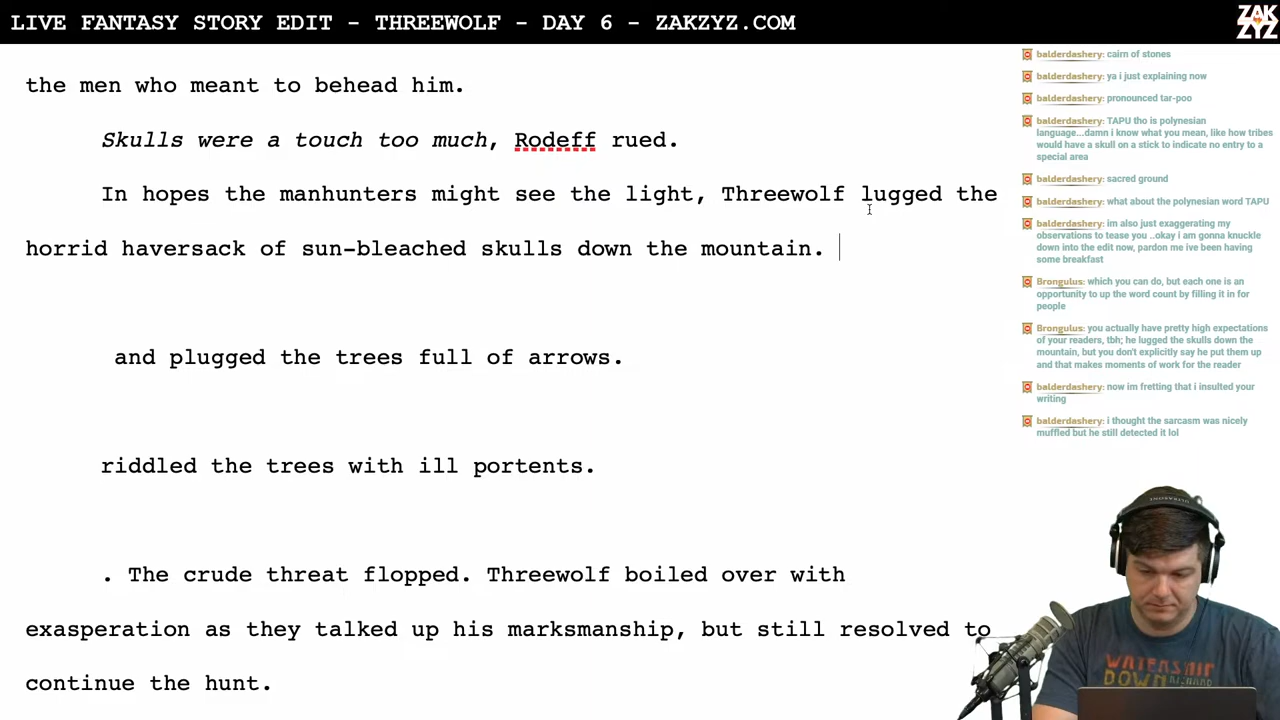 LIVE FANTASY STORY EDIT - THREEWOLF - DAY 6 - ZAKZYZ.COM
ZAK
ZYZ
the men who meant to behead him.
Skulls were a touch too much, Rodeff rued.
In hopes the manhunters might see the light, Threewolf lugged the
horrid haversack of sun-bleached skulls down the mountain.
and plugged the trees full of arrows.
riddled the trees with ill portents.
. The crude threat flopped. Threewolf boiled over with
exasperation as they talked up his marksmanship, but still resolved to
continue the hunt.
balderdashery: cairn of stones
balderdashery: ya i just explaining now
balderdashery: pronounced tar-poo
balderdashery: TAPU tho is polynesian
language...damn i know what you mean, like how tribes
would have a skull on a stick to indicate no entry to a
special area
balderdashery: sacred ground
balderdashery: what about the polynesian word TAPU
balderdashery: im also just exaggerating my
observations to tease you ..okay i am gonna knuckle
down into the edit now, pardon me ive been having
some breakfast
Brongulus: which you can do, but each one is an
opportunity to up the word count by filling it in for
people
Brongulus: you actually have pretty high expectations
of your readers, tbh; he lugged the skulls down the
mountain, but you don't explicitly say he put them up
and that makes moments of work for the reader
balderdashery: now im fretting that i insulted your
writing
balderdashery: i thought the sarcasm was nicely
muffled but he still detected it lol
WATERSHIP
DOWN
RICHARD